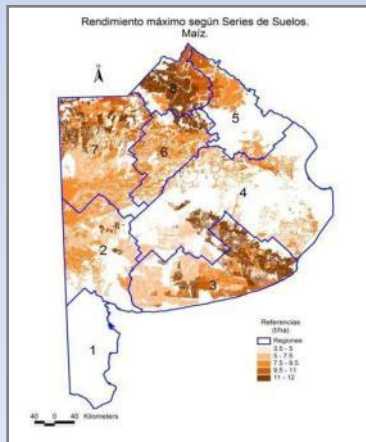 Rendimiento máximo según Series de Suelos.
Maíz.
N
8
5
7
6
4
2
3
1
Referencias
(t/ha)
Regiones
3.5 - 5
5 - 7.5
7.5 - 9.5
9.5 - 11
11 - 12
40 0 40 Kilometers